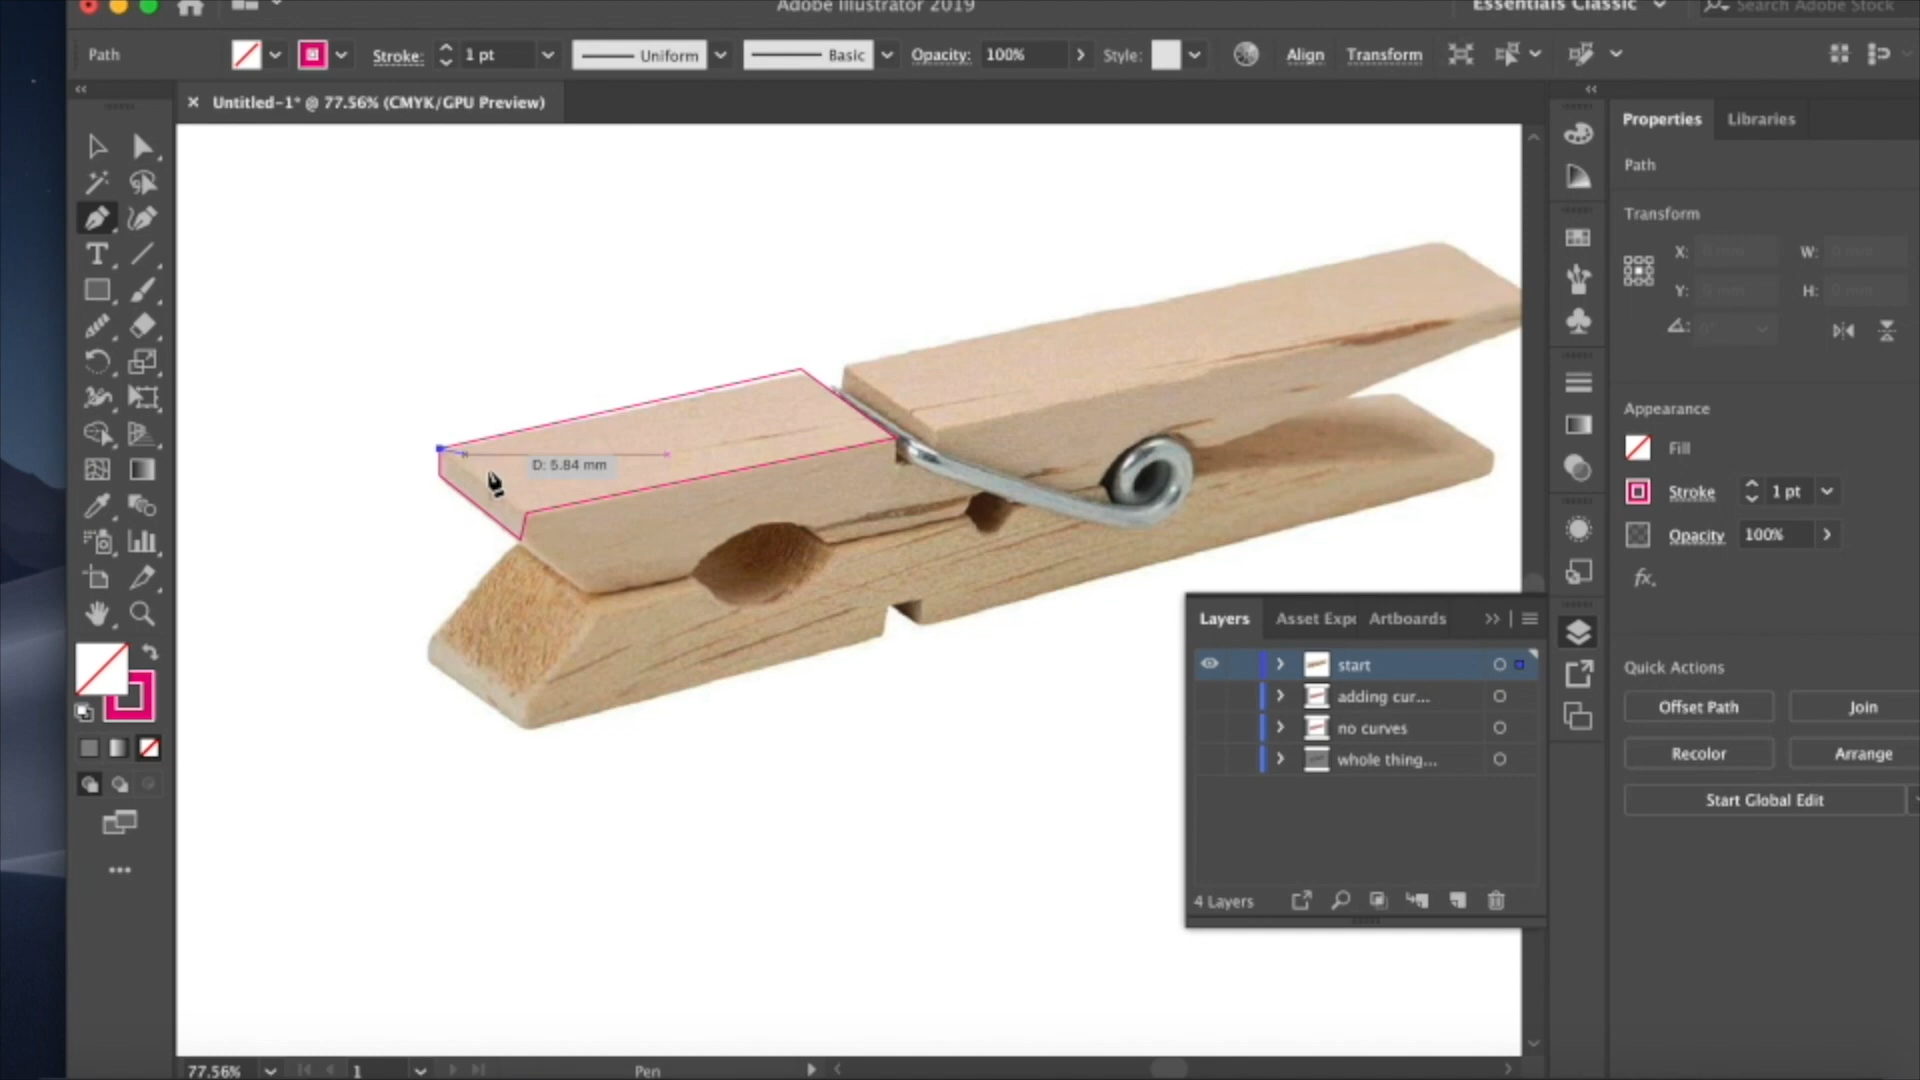 Adobe Illustrator 2019
Essentials Classic
Search Adobe Stock
Path
Stroke:
1 pt
Uniform
Basic
Opacity:
100%
Style:
Align
Transform
Untitled-1* @ 77.56% (CMYK/GPU Preview)
Properties
Libraries
Path
Transform
X:
W:
Y:
H:
D: 5.84 mm
Appearance
Fill
Stroke
1 pt
Opacity
100%
fx.
Layers
Artboards
start
adding cur...
no curves
whole thing...
4 Layers
Quick Actions
Offset Path
Join
Recolor
Arrange
Start Global Edit
77.56%
1
Pen